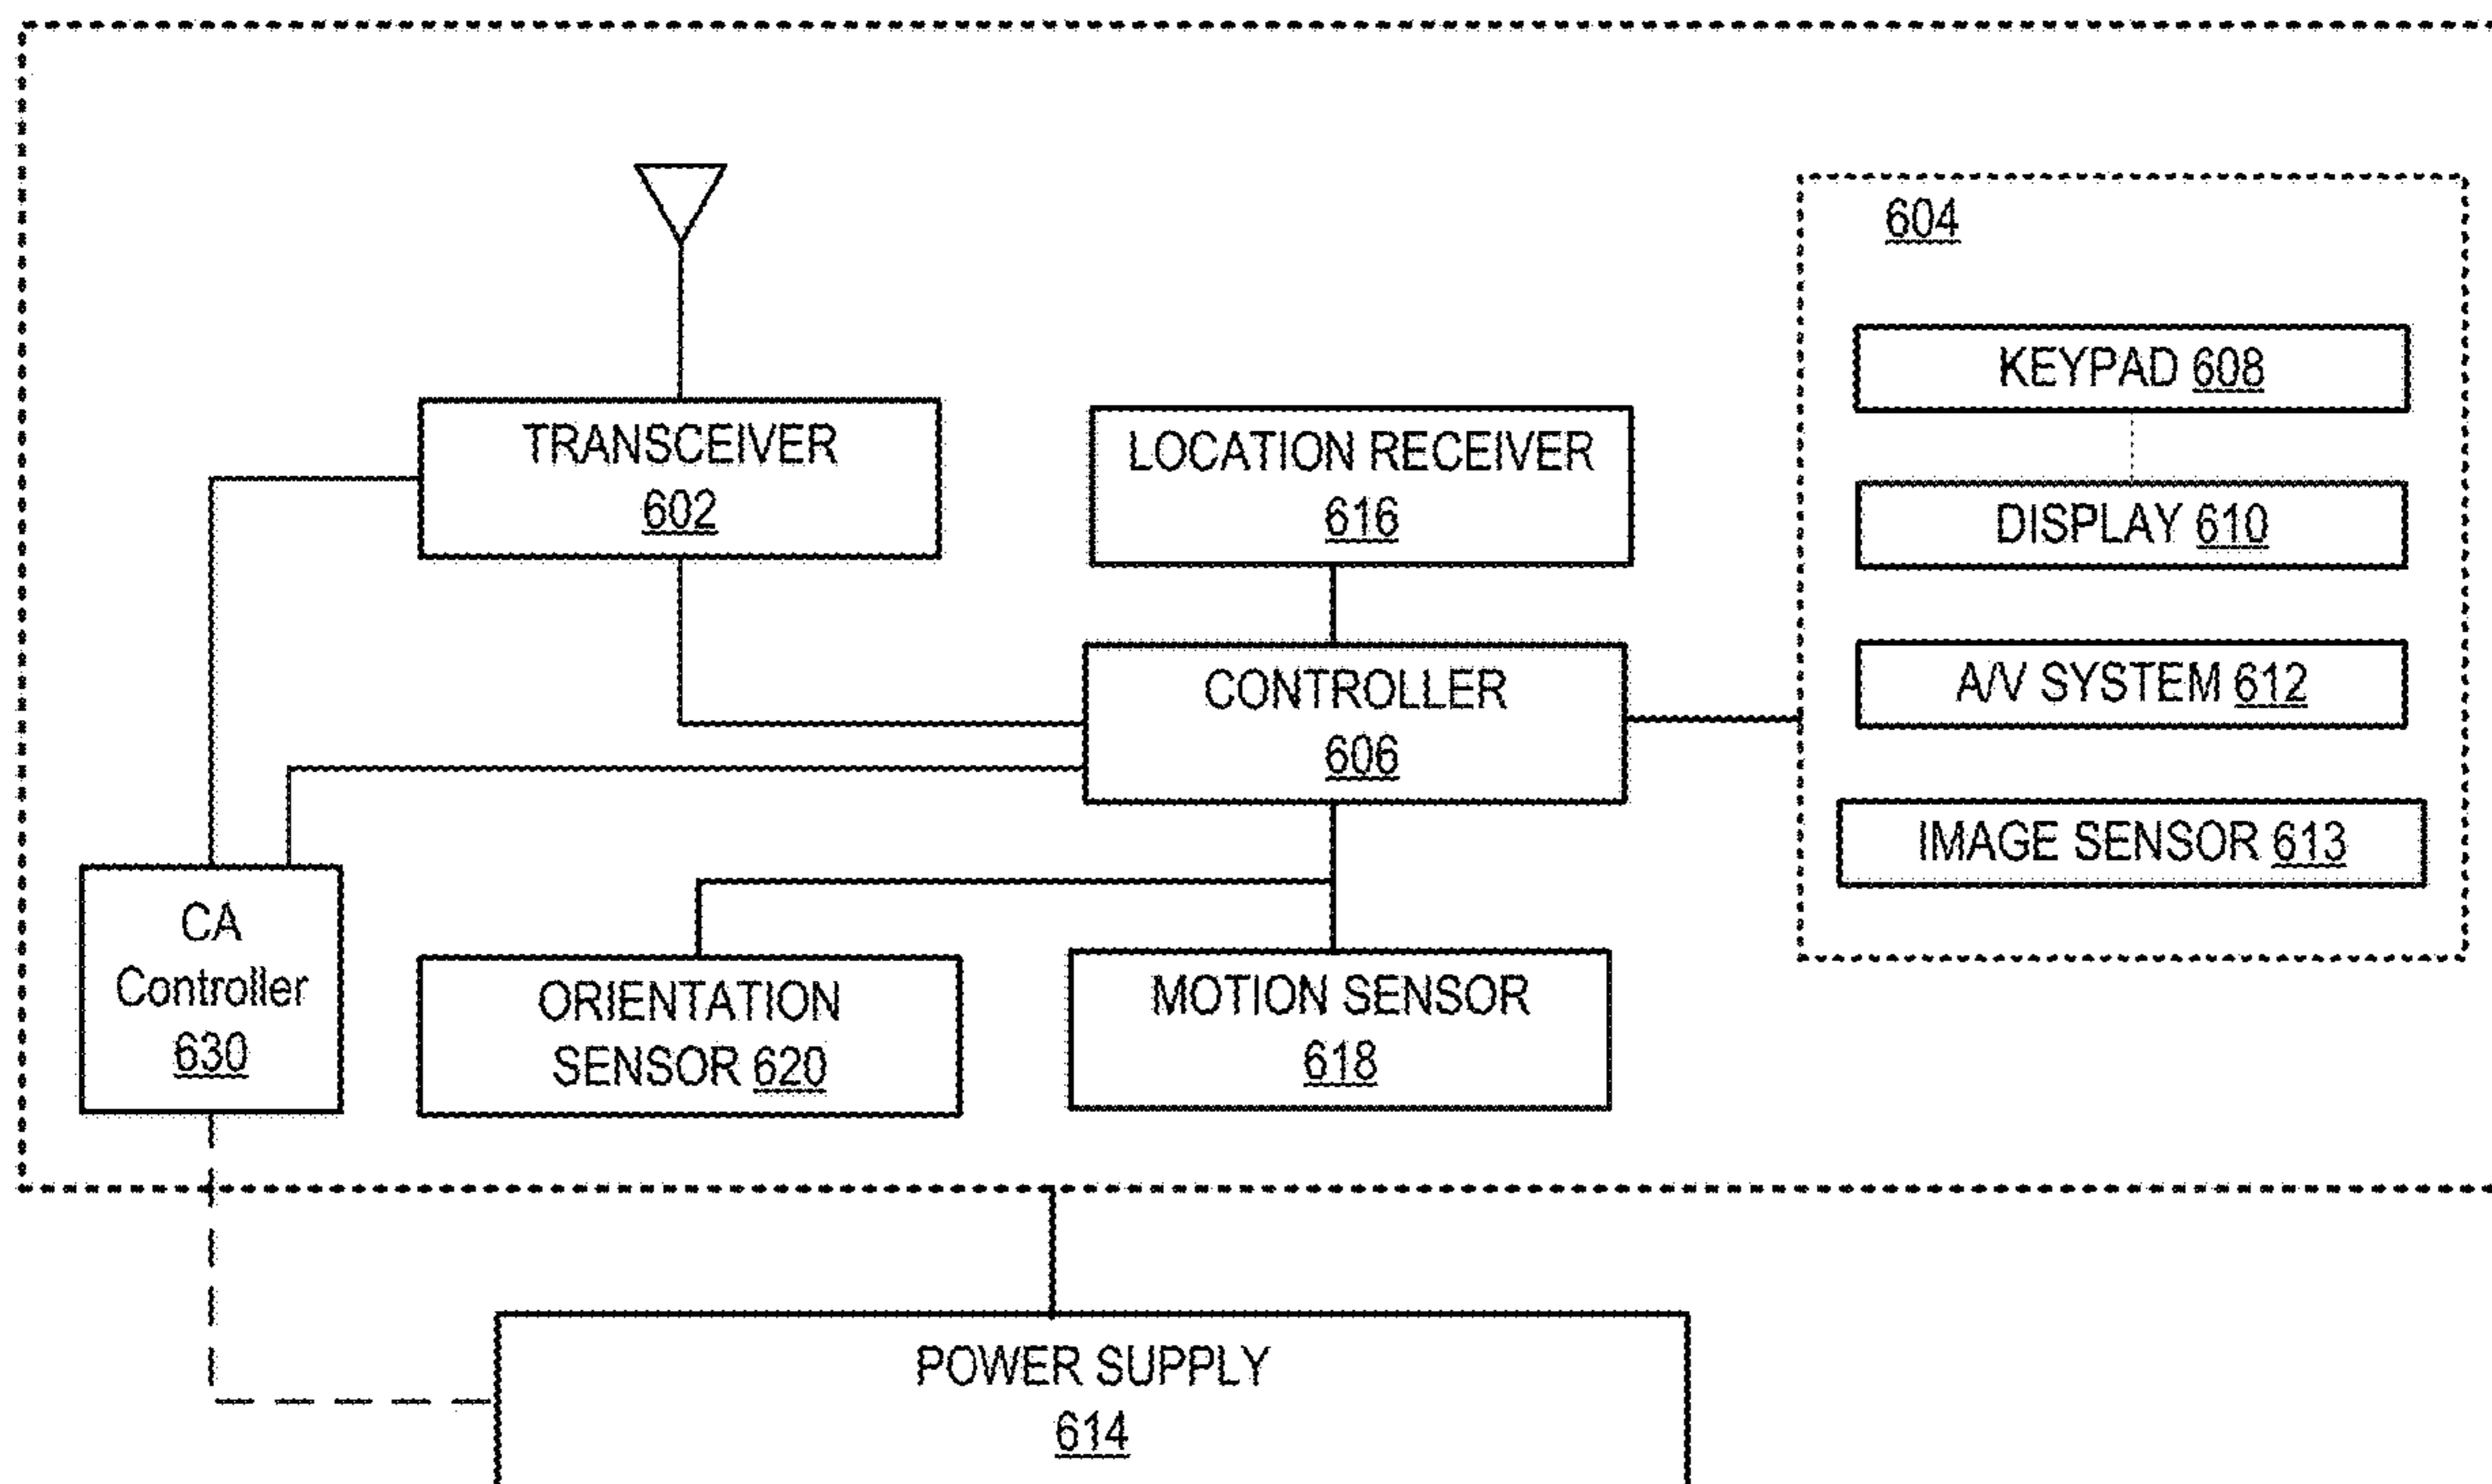 604
KEYPAD 608
TRANSCEIVER
602
LOCATION RECEIVER
616
DISPLAY 610
CONTROLLER
606
A/V SYSTEM 612
IMAGE SENSOR 613
CA
Controller
630
ORIENTATION
SENSOR 620
MOTION SENSOR
618
POWER SUPPLY
614